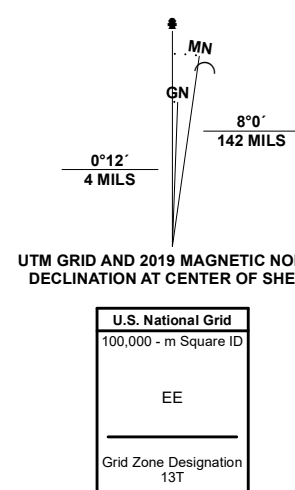 MN
GN
8°0´
142 MILS
0°12´
4 MILS
UTM GRID AND 2019 MAGNETIC NO
DECLINATION AT CENTER OF SHE
U.S. National Grid
100,000 - m Square ID
EE
Grid Zone Designation
13T